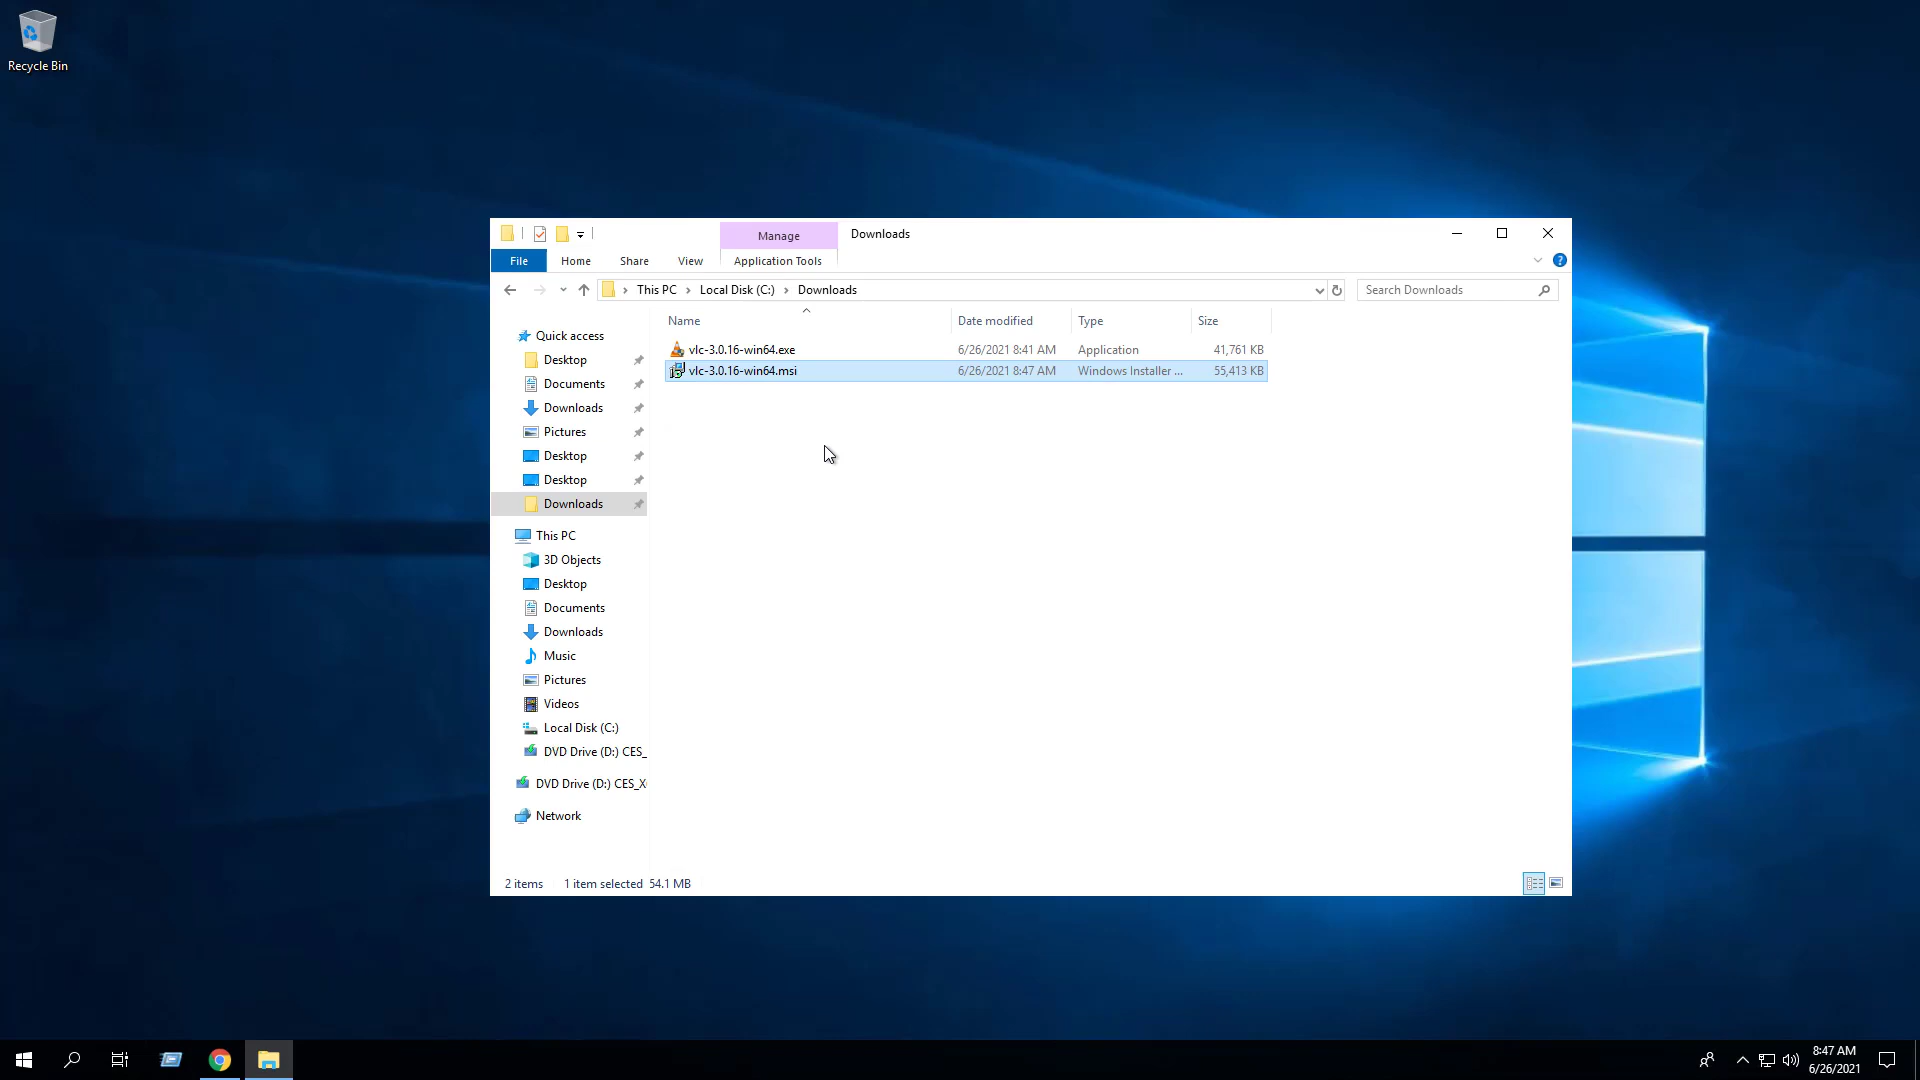 Recycle Bin
Manage
Downloads
File
Home
Share
View
Application Tools
This PC
Local Disk (C:)
Downloads
Search Downloads
Name
Date modified
Type
Size
vlc-3.0.16-win64.exe
6/26/2021 8:41 AM
Application
41,761 KB
vlc-3.0.16-win64.msi
6/26/2021 8:47 AM
Windows Installer ...
55,413 KB
Quick access
Desktop
Documents
Downloads
Pictures
Desktop
Desktop
Downloads
This PC
3D Objects
Desktop
Documents
Downloads
Music
Pictures
Videos
Local Disk (C:)
DVD Drive (D:) CES_
DVD Drive (D:) CES_X
Network
2 items
1 item selected 54.1 MB
8:47 AM
6/26/2021